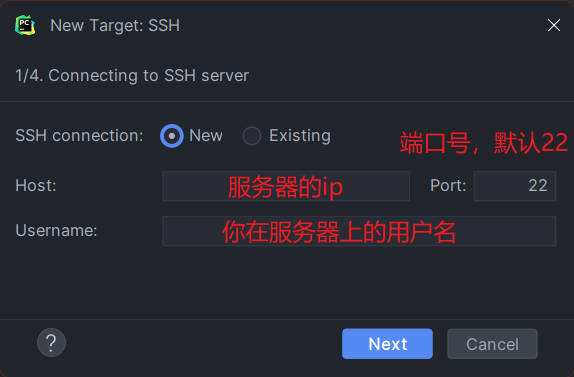 PC
New Target: SSH
1/4. Connecting to SSH server
SSH connection: New Existing
端口号，默认22
Host: 服务器的ip Port: 22
Username: 你在服务器上的用户名
? Next Cancel